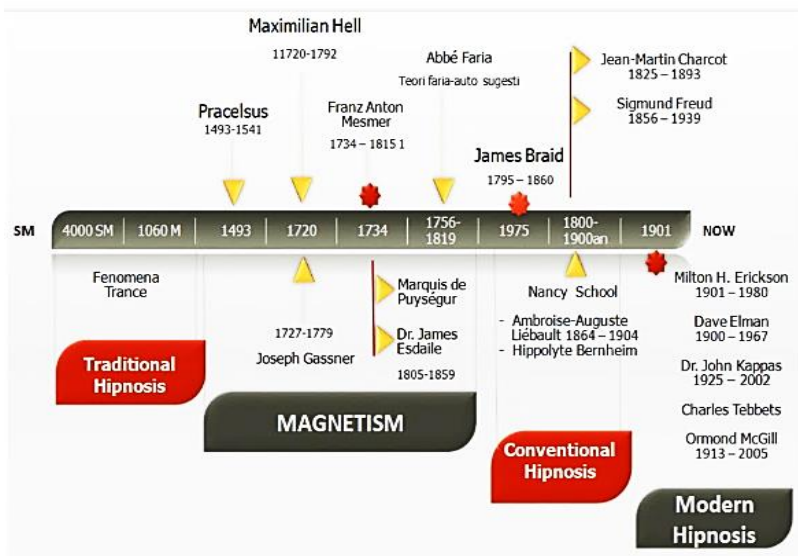 Maximilian Hell
11720-1792
Pracelsus
1493-1541
Franz Anton
Mesmer
1734 – 1815 1
Abbé Faria
Teori faria-auto sugesti
James Braid
1795 – 1860
Jean-Martin Charcot
1825 – 1893
Sigmund Freud
1856 – 1939
SM
4000 SM
1060 M
1493
1720
1734
1756-
1819
1975
1800-
1900an
1901
NOW
Fenomena
Trance
Traditional
Hipnosis
1727-1779
Joseph Gassner
Marquis de
Puységur
Dr. James
Esdaile
1805-1859
MAGNETISM
Nancy School
- Ambroise-Auguste
Liébault 1864 – 1904
- Hippolyte Bernheim
Conventional
Hipnosis
Milton H. Erickson
1901 – 1980
Dave Elman
1900 – 1967
Dr. John Kappas
1925 – 2002
Charles Tebbets
Ormond McGill
1913 – 2005
Modern
Hipnosis